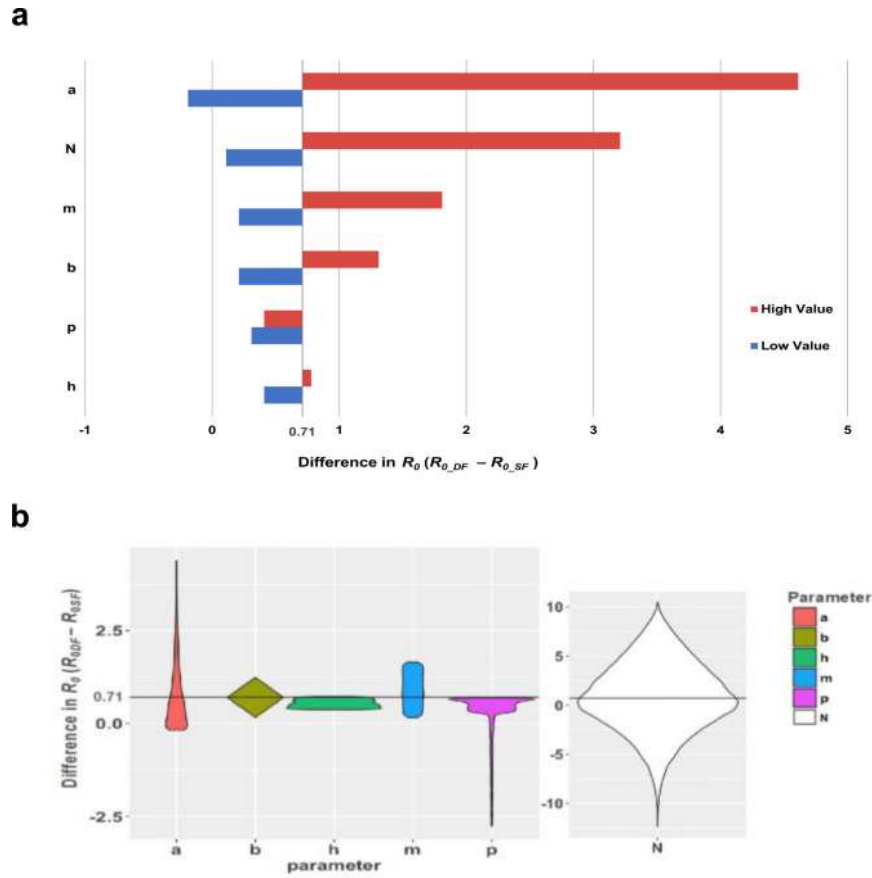 a
a
N
m
b
p
h
High Value
Low Value
-1 0 0.71 1 2 3 4 5
Difference in R0 (R0_DF − R0_SF)
b
Difference in R0 (R0DF − R0SF)
2.5
0.71
0.0
-2.5
a b h m p
parameter
10
5
0
-5
-10
N
Parameter
a
b
h
m
p
N